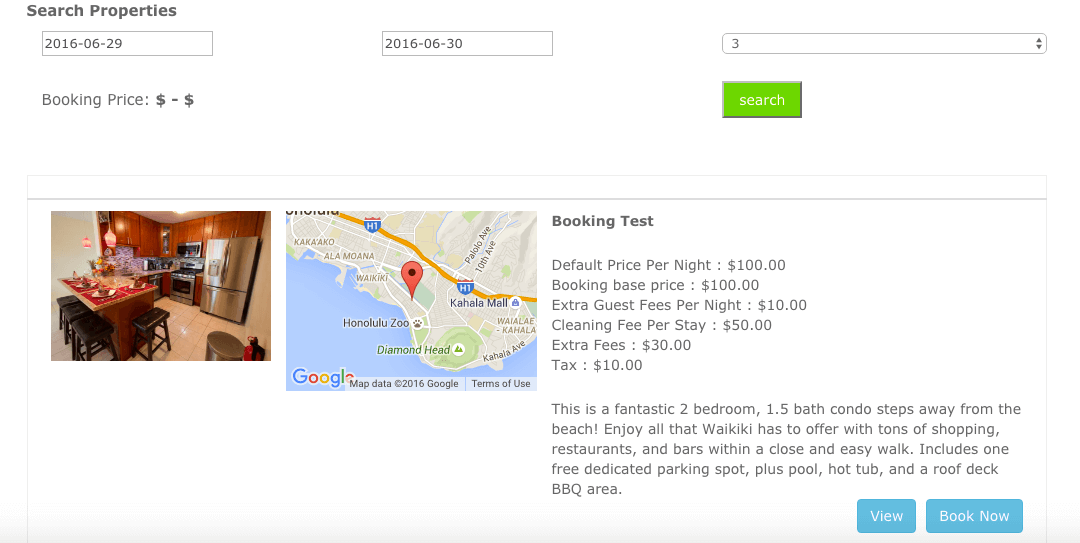 Search Properties
2016-06-29
2016-06-30
3
Booking Price: $ - $
search
Honolulu
H1
KAKA'AKO
ALA MOANA
Palolo Ave
10th Ave
WAIKIKI
H1
Kahala Mall
Honolulu Zoo
WAIALAE
- KAHALA
Diamond Head
Kahala Ave
Google
Map data ©2016 Google
Terms of Use
Booking Test
Default Price Per Night : $100.00
Booking base price : $100.00
Extra Guest Fees Per Night : $10.00
Cleaning Fee Per Stay : $50.00
Extra Fees : $30.00
Tax : $10.00
This is a fantastic 2 bedroom, 1.5 bath condo steps away from the
beach! Enjoy all that Waikiki has to offer with tons of shopping,
restaurants, and bars within a close and easy walk. Includes one
free dedicated parking spot, plus pool, hot tub, and a roof deck
BBQ area.
View
Book Now